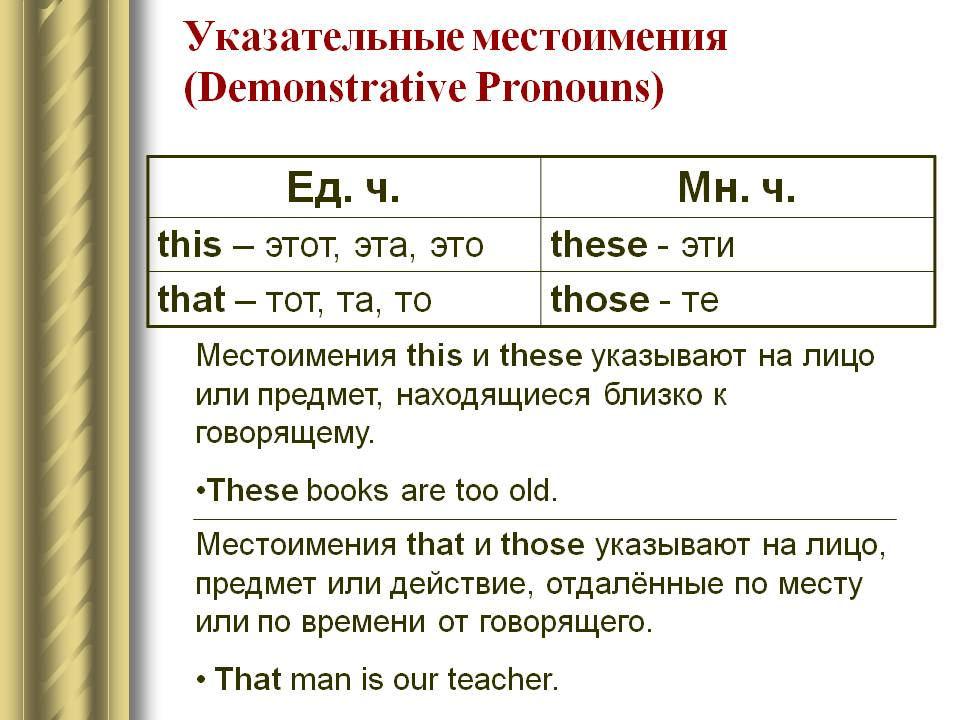 Указательные местоимения
(Demonstrative Pronouns)
Ед. ч. Мн. ч.
this – этот, эта, это these - эти
that – тот, та, то those - те
Местоимения this и these указывают на лицо
или предмет, находящиеся близко к
говорящему.
•These books are too old.
Местоимения that и those указывают на лицо,
предмет или действие, отдалённые по месту
или по времени от говорящего.
• That man is our teacher.